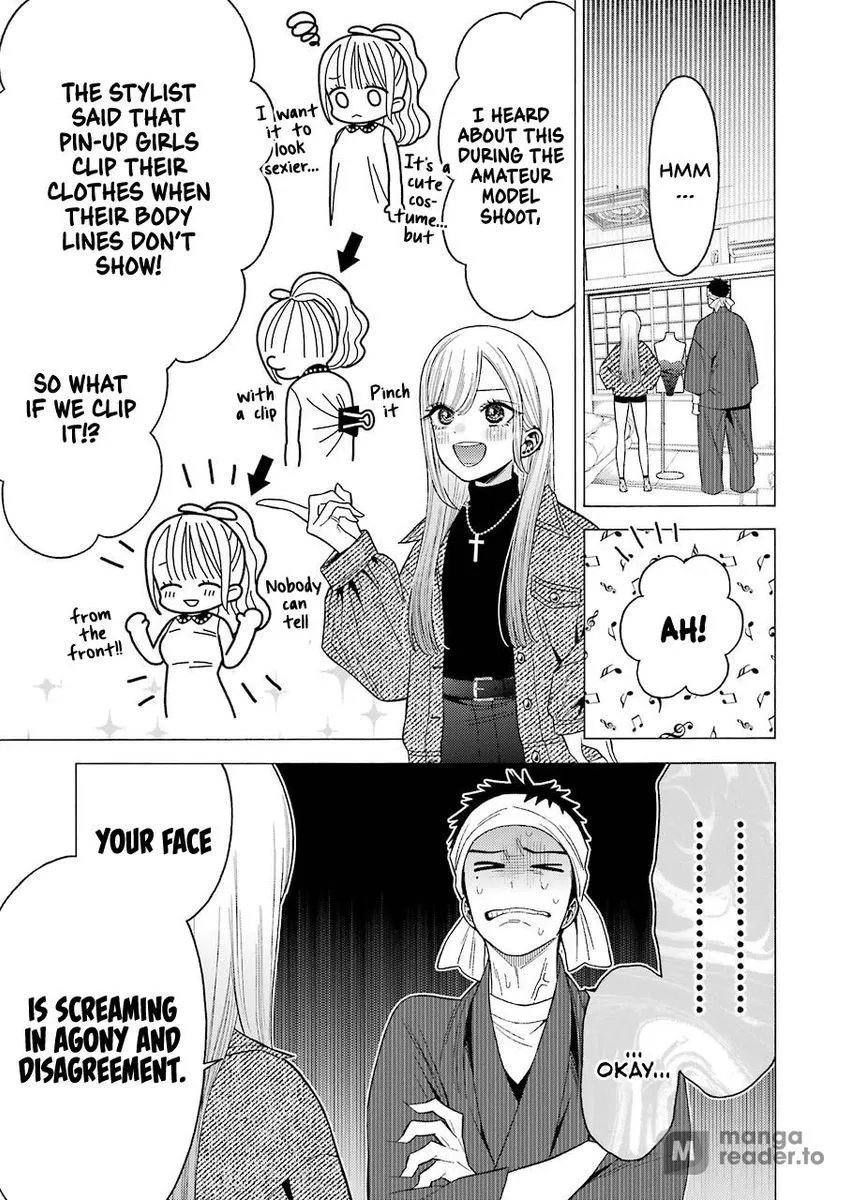 HMM
...
AH!
I HEARD
ABOUT THIS
DURING THE
AMATEUR
MODEL
SHOOT,
THE STYLIST
SAID THAT
PIN-UP GIRLS
CLIP THEIR
CLOTHES WHEN
THEIR BODY
LINES DON'T
SHOW!
SO WHAT
IF WE CLIP
IT!?
It's a
cute
cos-
tume...
but
I want
it to
look
sexier...
Pinch
it
with
a clip
Nobody
can
tell
from
the
front!!
...
OKAY...
YOUR FACE
IS SCREAMING
IN AGONY AND
DISAGREEMENT.
M manga
reader.to